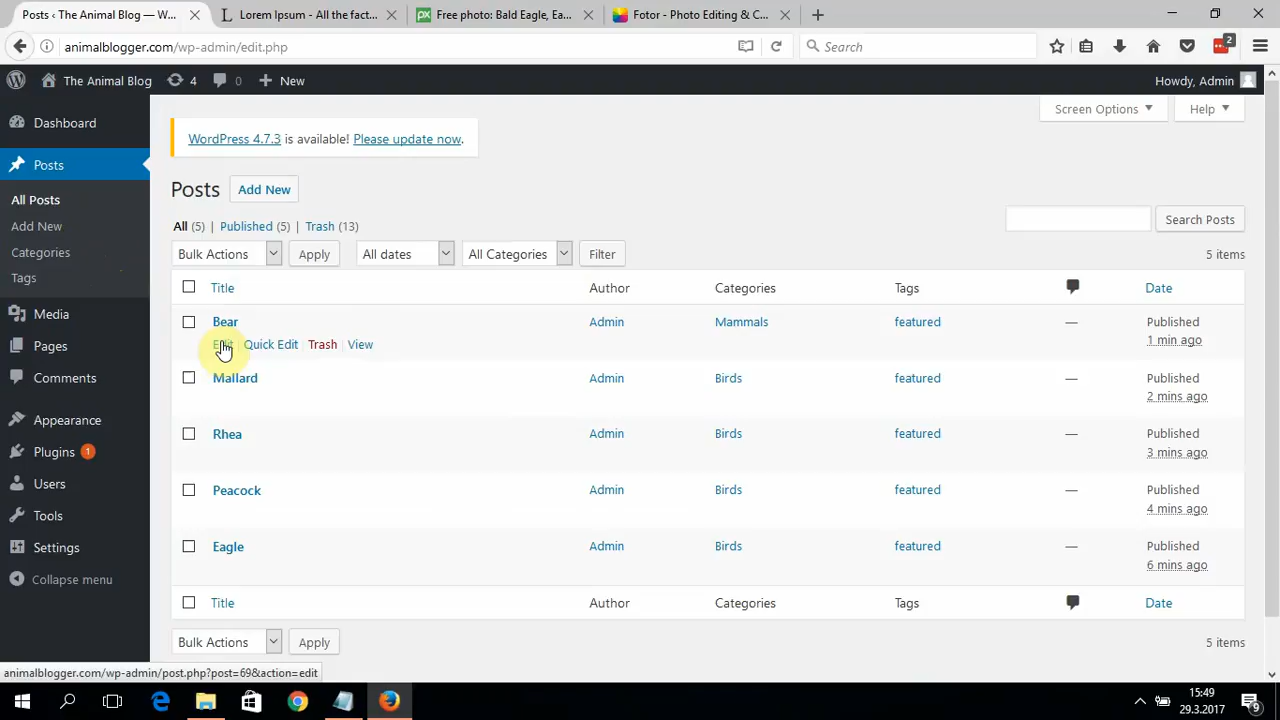 Posts ‹ The Animal Blog — W...
Lorem Ipsum - All the fact...
Free photo: Bald Eagle, Ea...
Fotor - Photo Editing & C...
animalblogger.com/wp-admin/edit.php
Search
2
The Animal Blog
4
0
New
Howdy, Admin
Dashboard
Posts
All Posts
Add New
Categories
Tags
Media
Pages
Comments
Appearance
Plugins 1
Users
Tools
Settings
Collapse menu
Screen Options
Help
WordPress 4.7.3 is available! Please update now.
Posts Add New
All (5) | Published (5) | Trash (13)
Search Posts
Bulk Actions Apply All dates All Categories Filter 5 items
Title Author Categories Tags Date
Bear Admin Mammals featured — Published
1 min ago
Edit | Quick Edit | Trash | View
Mallard Admin Birds featured — Published
2 mins ago
Rhea Admin Birds featured — Published
3 mins ago
Peacock Admin Birds featured — Published
4 mins ago
Eagle Admin Birds featured — Published
6 mins ago
Title Author Categories Tags Date
Bulk Actions Apply 5 items
animalblogger.com/wp-admin/post.php?post=69&action=edit
15:49
29.3.2017
9